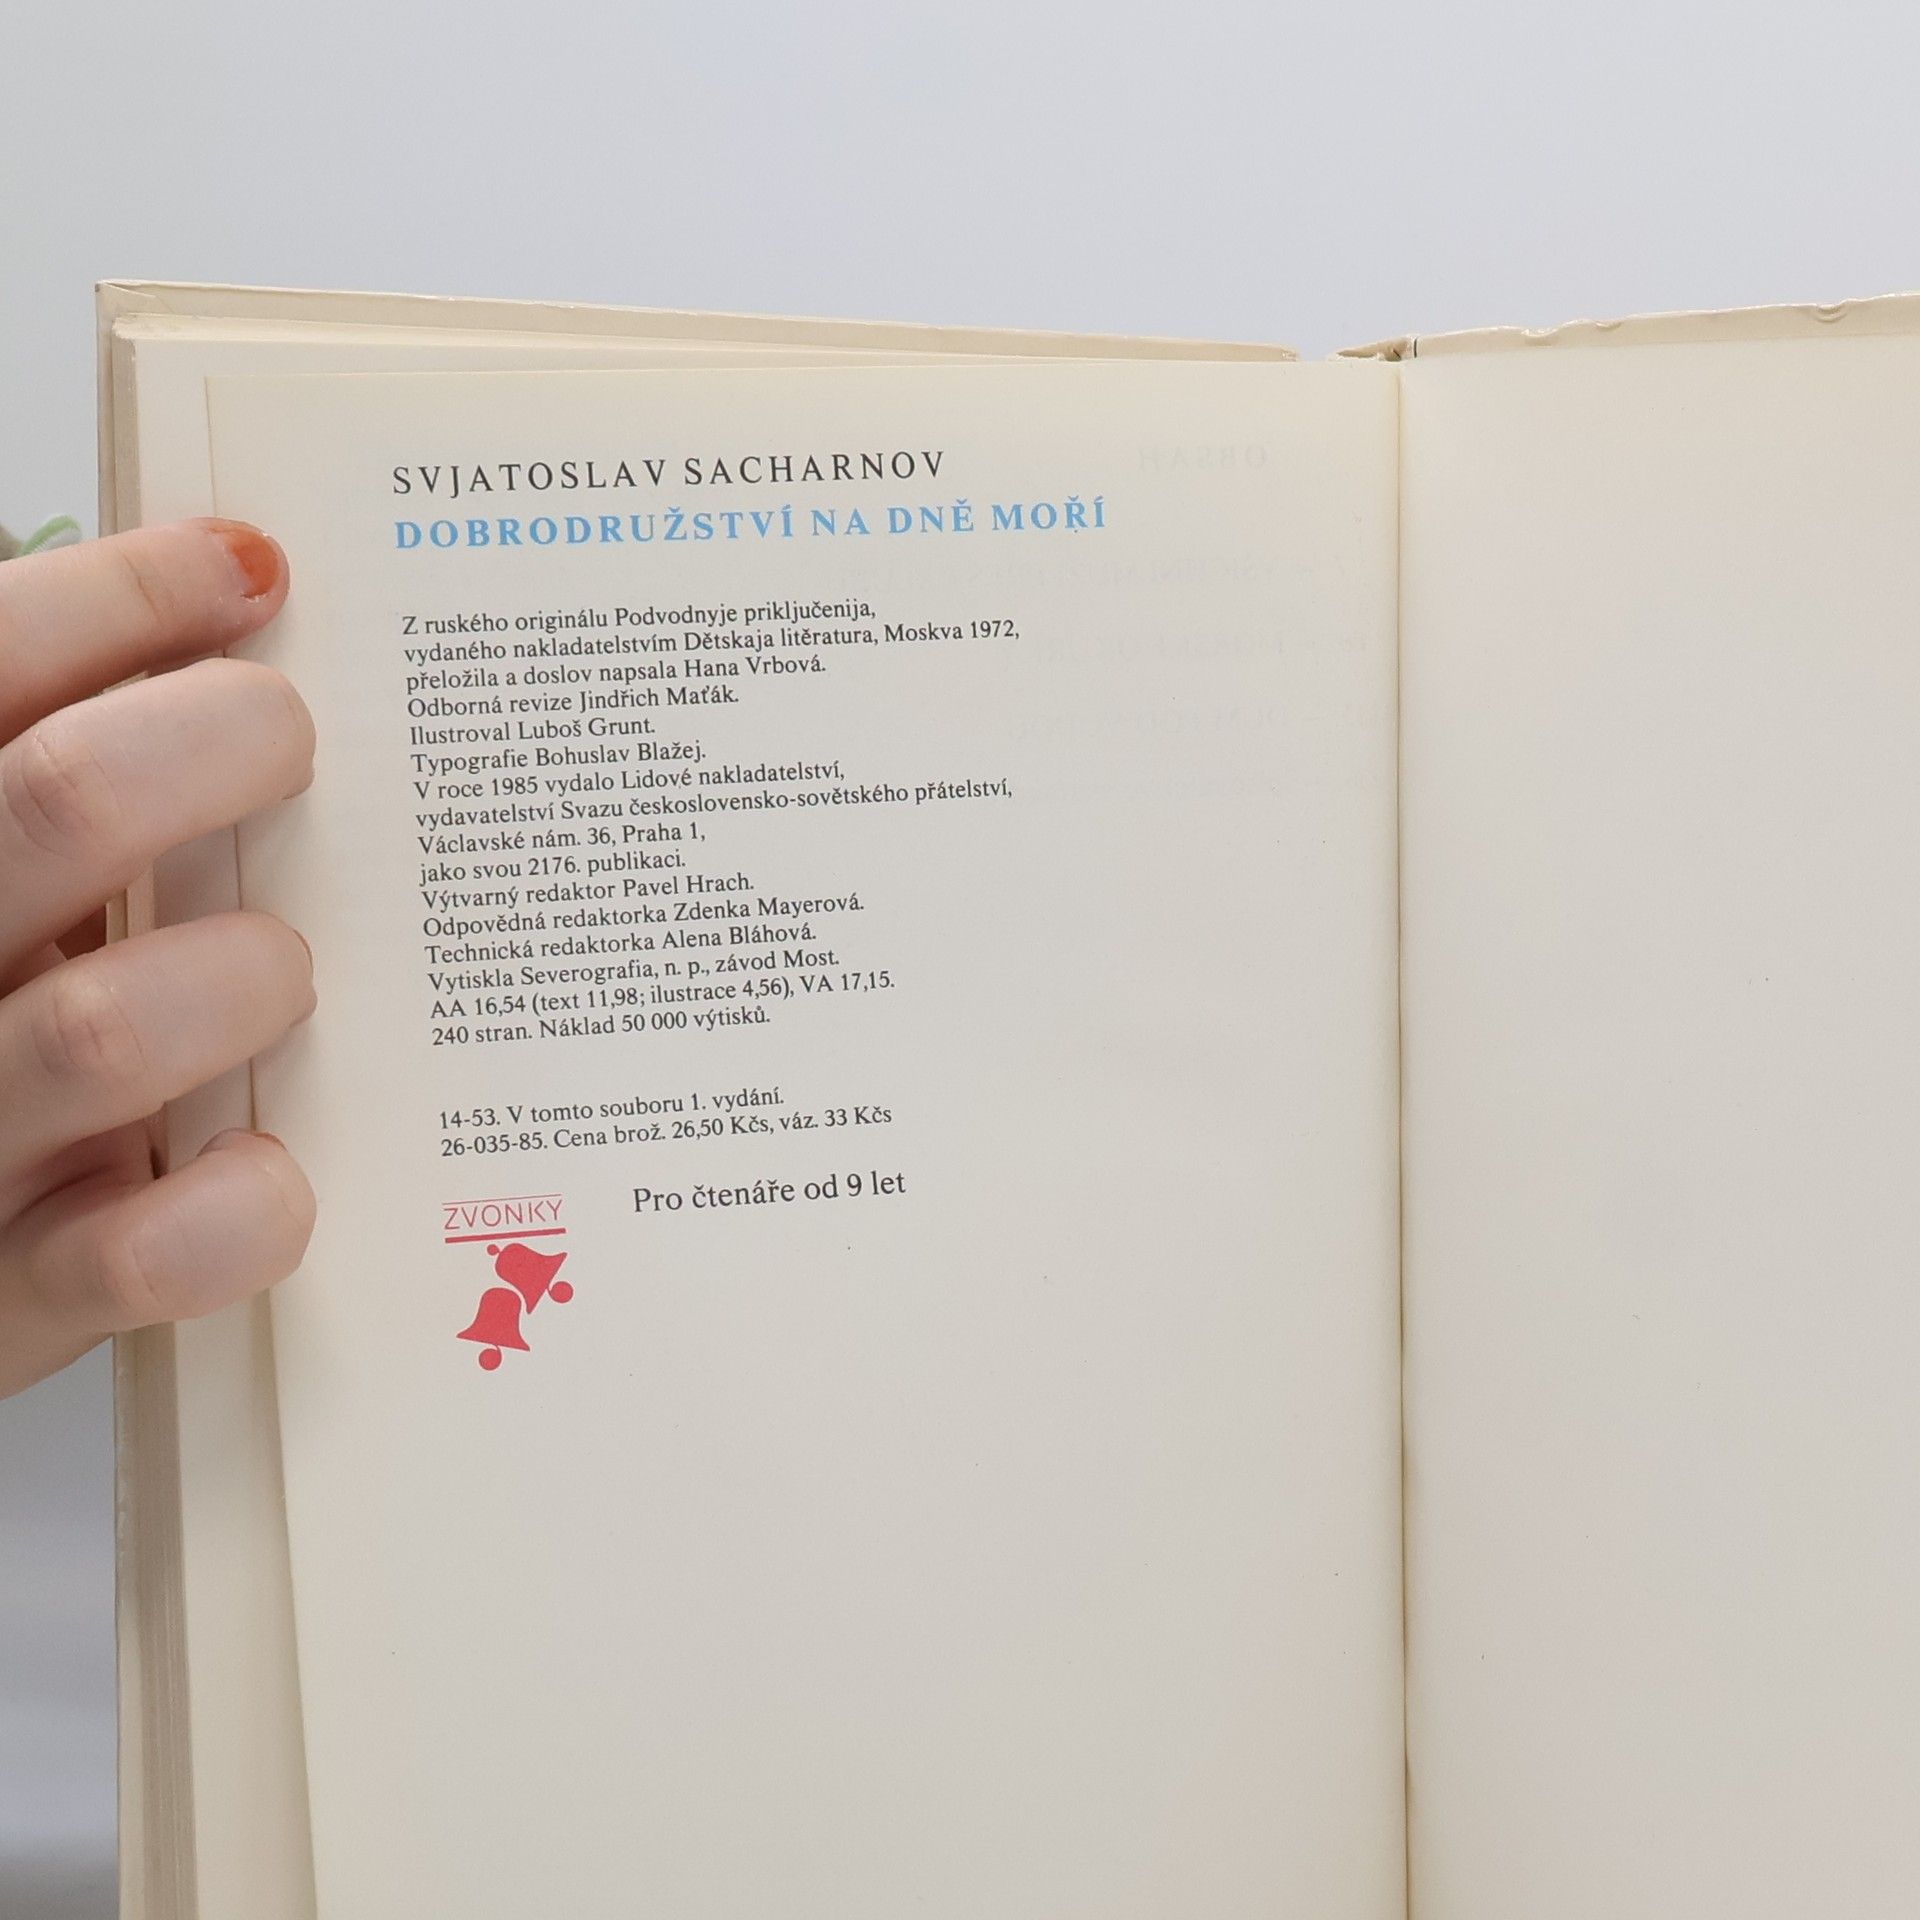 SVJATOSLAV SACHARNOV
DOBRODRUŽSTVÍ NA DNĚ MOŘÍ
Z ruského originálu Podvodnyje priključenija,
vydaného nakladatelstvím Dětskaja litěratura, Moskva 1972,
přeložila a doslov napsala Hana Vrbová.
Odborná revize Jindřich Maťák.
Ilustroval Luboš Grunt.
Typografie Bohuslav Blažej.
V roce 1985 vydalo Lidové nakladatelství,
vydavatelství Svazu československo-sovětského přátelství,
Václavské nám. 36, Praha 1,
jako svou 2176. publikaci.
Výtvarný redaktor Pavel Hrach.
Odpovědná redaktorka Zdenka Mayerová.
Technická redaktorka Alena Bláhová.
Vytiskla Severografia, n. p., závod Most.
AA 16,54 (text 11,98; ilustrace 4,56), VA 17,15.
240 stran. Náklad 50 000 výtisků.
14-53. V tomto souboru 1. vydání.
26-035-85. Cena brož. 26,50 Kčs, váz. 33 Kčs
Pro čtenáře od 9 let
ZVONKY